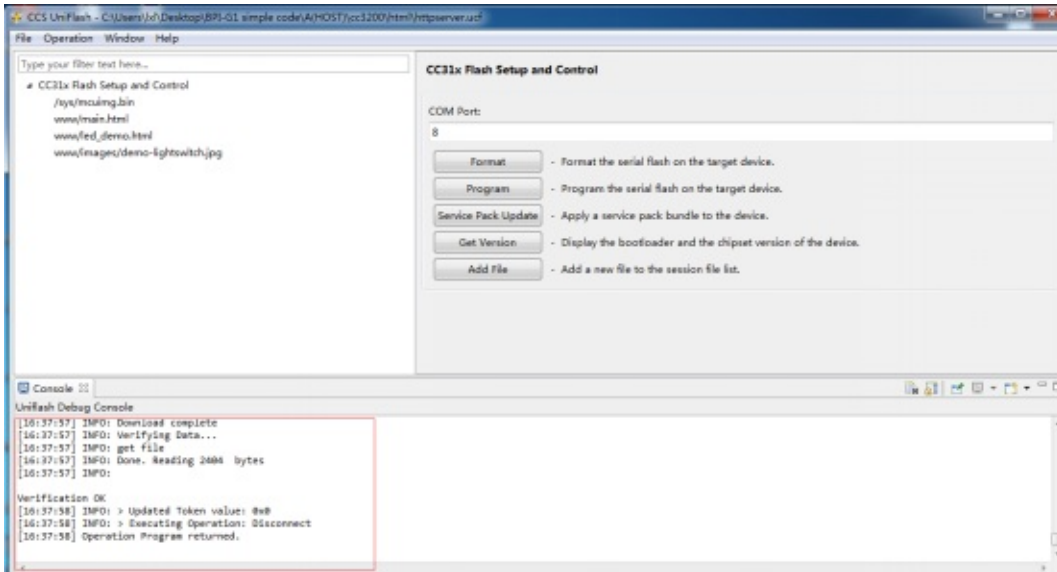 CCS UniFlash - C:\Users\lxl\Desktop\BPI-G1 simple code\A(HOST)\cc3200\html\httpserver.ucf
File Operation Window Help
Type your filter text here...
CC31x Flash Setup and Control
/sys/mcuimg.bin
www/main.html
www/led_demo.html
www/images/demo-lightswitch.jpg
CC31x Flash Setup and Control
COM Port:
8
Format - Format the serial flash on the target device.
Program - Program the serial flash on the target device.
Service Pack Update - Apply a service pack bundle to the device.
Get Version - Display the bootloader and the chipset version of the device.
Add File - Add a new file to the session file list.
Console
Uniflash Debug Console
[16:37:57] INFO: Download complete
[16:37:57] INFO: Verifying Data...
[16:37:57] INFO: get file
[16:37:57] INFO: Done. Reading 2404 bytes
[16:37:57] INFO:
Verification OK
[16:37:58] INFO: > Updated Token value: 0x0
[16:37:58] INFO: > Executing Operation: Disconnect
[16:37:58] Operation Program returned.